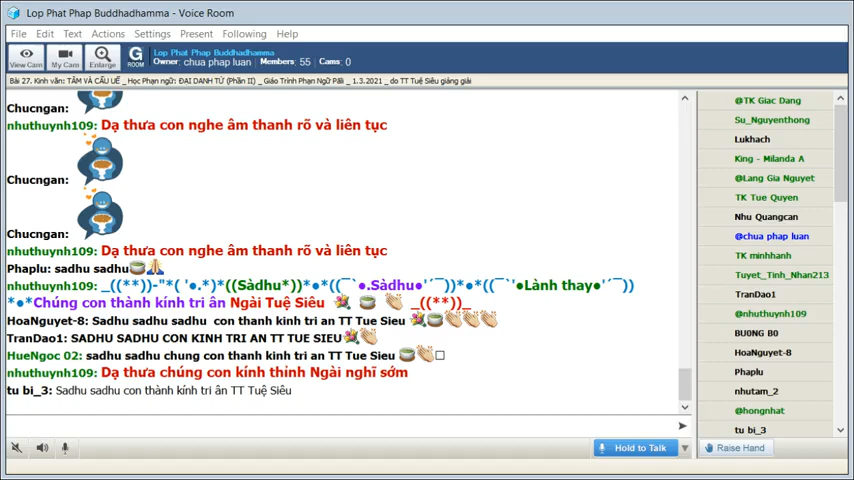 Lop Phat Phap Buddhadhamma - Voice Room
File Edit Text Actions Settings Present Following Help
View Cam My Cam Enlarge G ROOM
Lop Phat Phap Buddhadhamma
Owner: chua phap luan Members: 55 Cams: 0
Bài 27. Kinh văn: TÂM VÀ CẤU UẾ _ Học Phạn ngữ: ĐẠI DANH TỪ (Phần II) _ Giáo Trình Phạn Ngữ Pāli _ 1.3.2021 _ do TT Tuệ Siêu giảng giải
Chucngan:
nhuthuynh109: Dạ thưa con nghe âm thanh rõ và liên tục
Chucngan:
Chucngan:
nhuthuynh109: Dạ thưa con nghe âm thanh rõ và liên tục
Phaplu: sadhu sadhu
nhuthuynh109: _((**))-"*( '●.*)*((Sàdhu*))*●*((¯`●.Sàdhu●'´¯))*●*((¯`'●Lành thay●'´¯))
*●*Chúng con thành kính tri ân Ngài Tuệ Siêu _((**))_
HoaNguyet-8: Sadhu sadhu sadhu con thanh kinh tri an TT Tue Sieu
TranDao1: SADHU SADHU CON KINH TRI AN TT TUE SIEU
HueNgoc 02: sadhu sadhu chung con thanh kinh tri an TT Tue Sieu
nhuthuynh109: Dạ thưa chúng con kính thỉnh Ngài nghĩ sớm
tu bi_3: Sadhu sadhu con thành kính tri ân TT Tuệ Siêu
@TK Giac Dang
Su_Nguyenthong
Lukhach
King - Milanda A
@Lang Gia Nguyet
TK Tue Quyen
Nhu Quangcan
@chua phap luan
TK minhhanh
Tuyet_Tinh_Nhan213
TranDao1
@nhuthuynh109
BU0NG B0
HoaNguyet-8
Phaplu
nhutam_2
@hongnhat
tu bi_3
Hold to Talk
Raise Hand